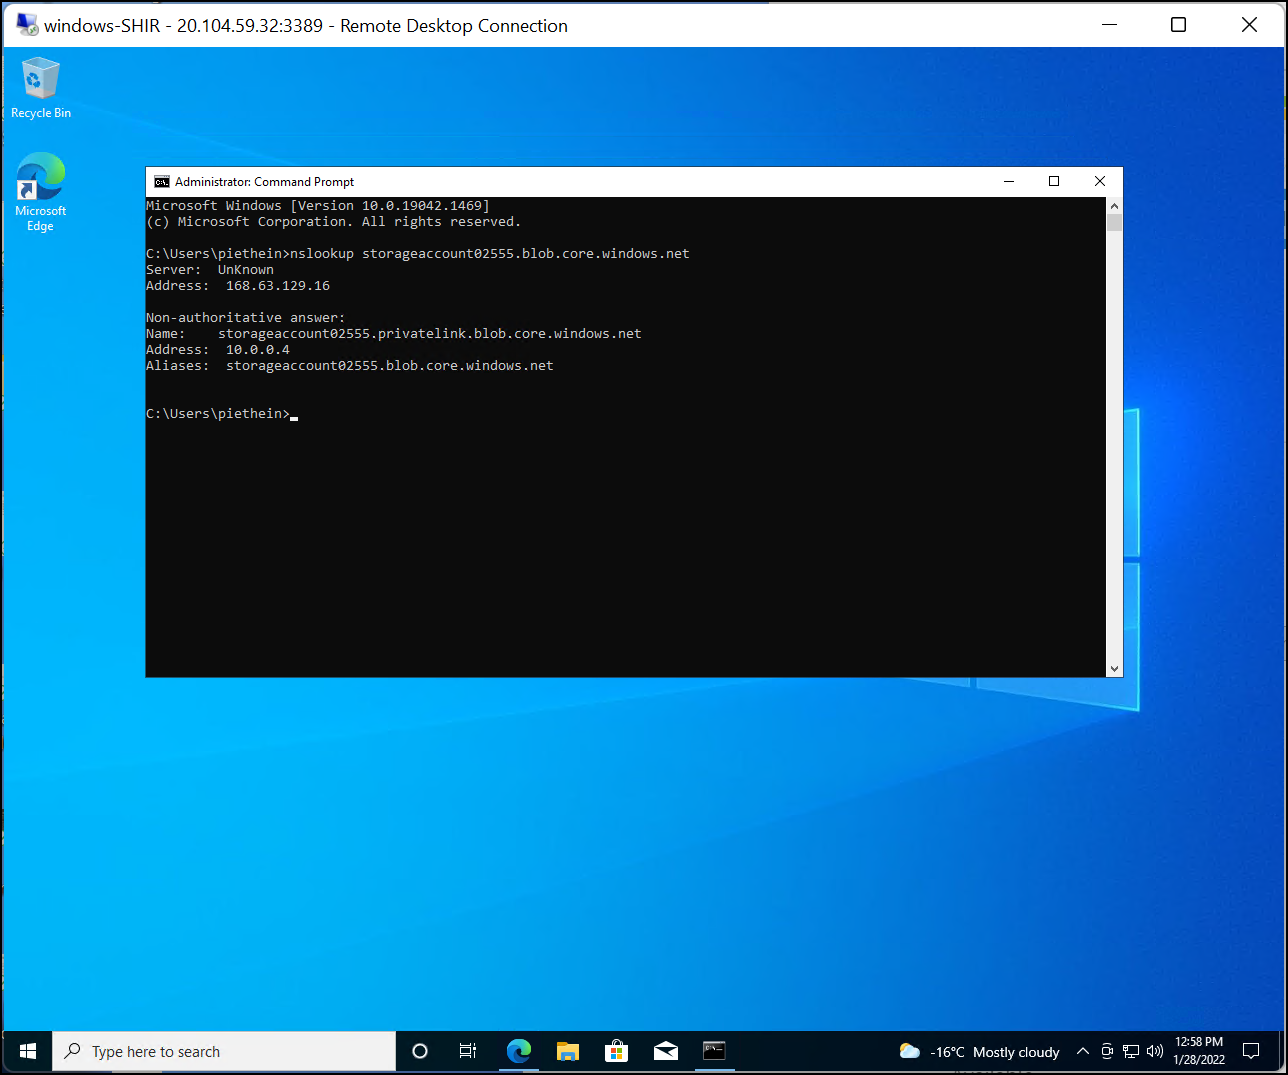 windows-SHIR - 20.104.59.32:3389 - Remote Desktop Connection
Recycle Bin
Microsoft
Edge
Administrator: Command Prompt
Microsoft Windows [Version 10.0.19042.1469]
(c) Microsoft Corporation. All rights reserved.
C:\Users\piethein>nslookup storageaccount02555.blob.core.windows.net
Server:  UnKnown
Address:  168.63.129.16
Non-authoritative answer:
Name:    storageaccount02555.privatelink.blob.core.windows.net
Address:  10.0.0.4
Aliases:  storageaccount02555.blob.core.windows.net
C:\Users\piethein>
Type here to search
-16°C Mostly cloudy
12:58 PM
1/28/2022